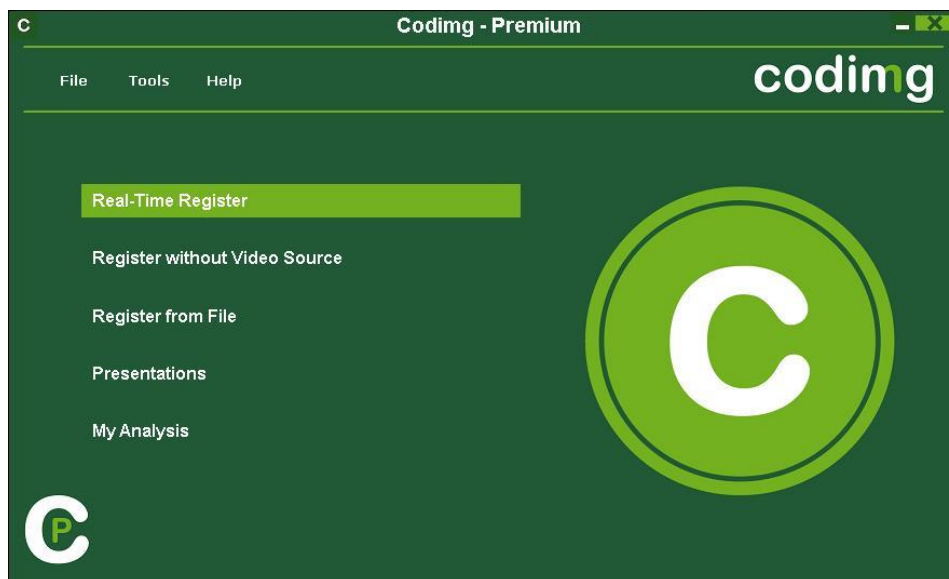 C
Codimg - Premium
File Tools Help
codimg
Real-Time Register
Register without Video Source
Register from File
Presentations
My Analysis
C
CP